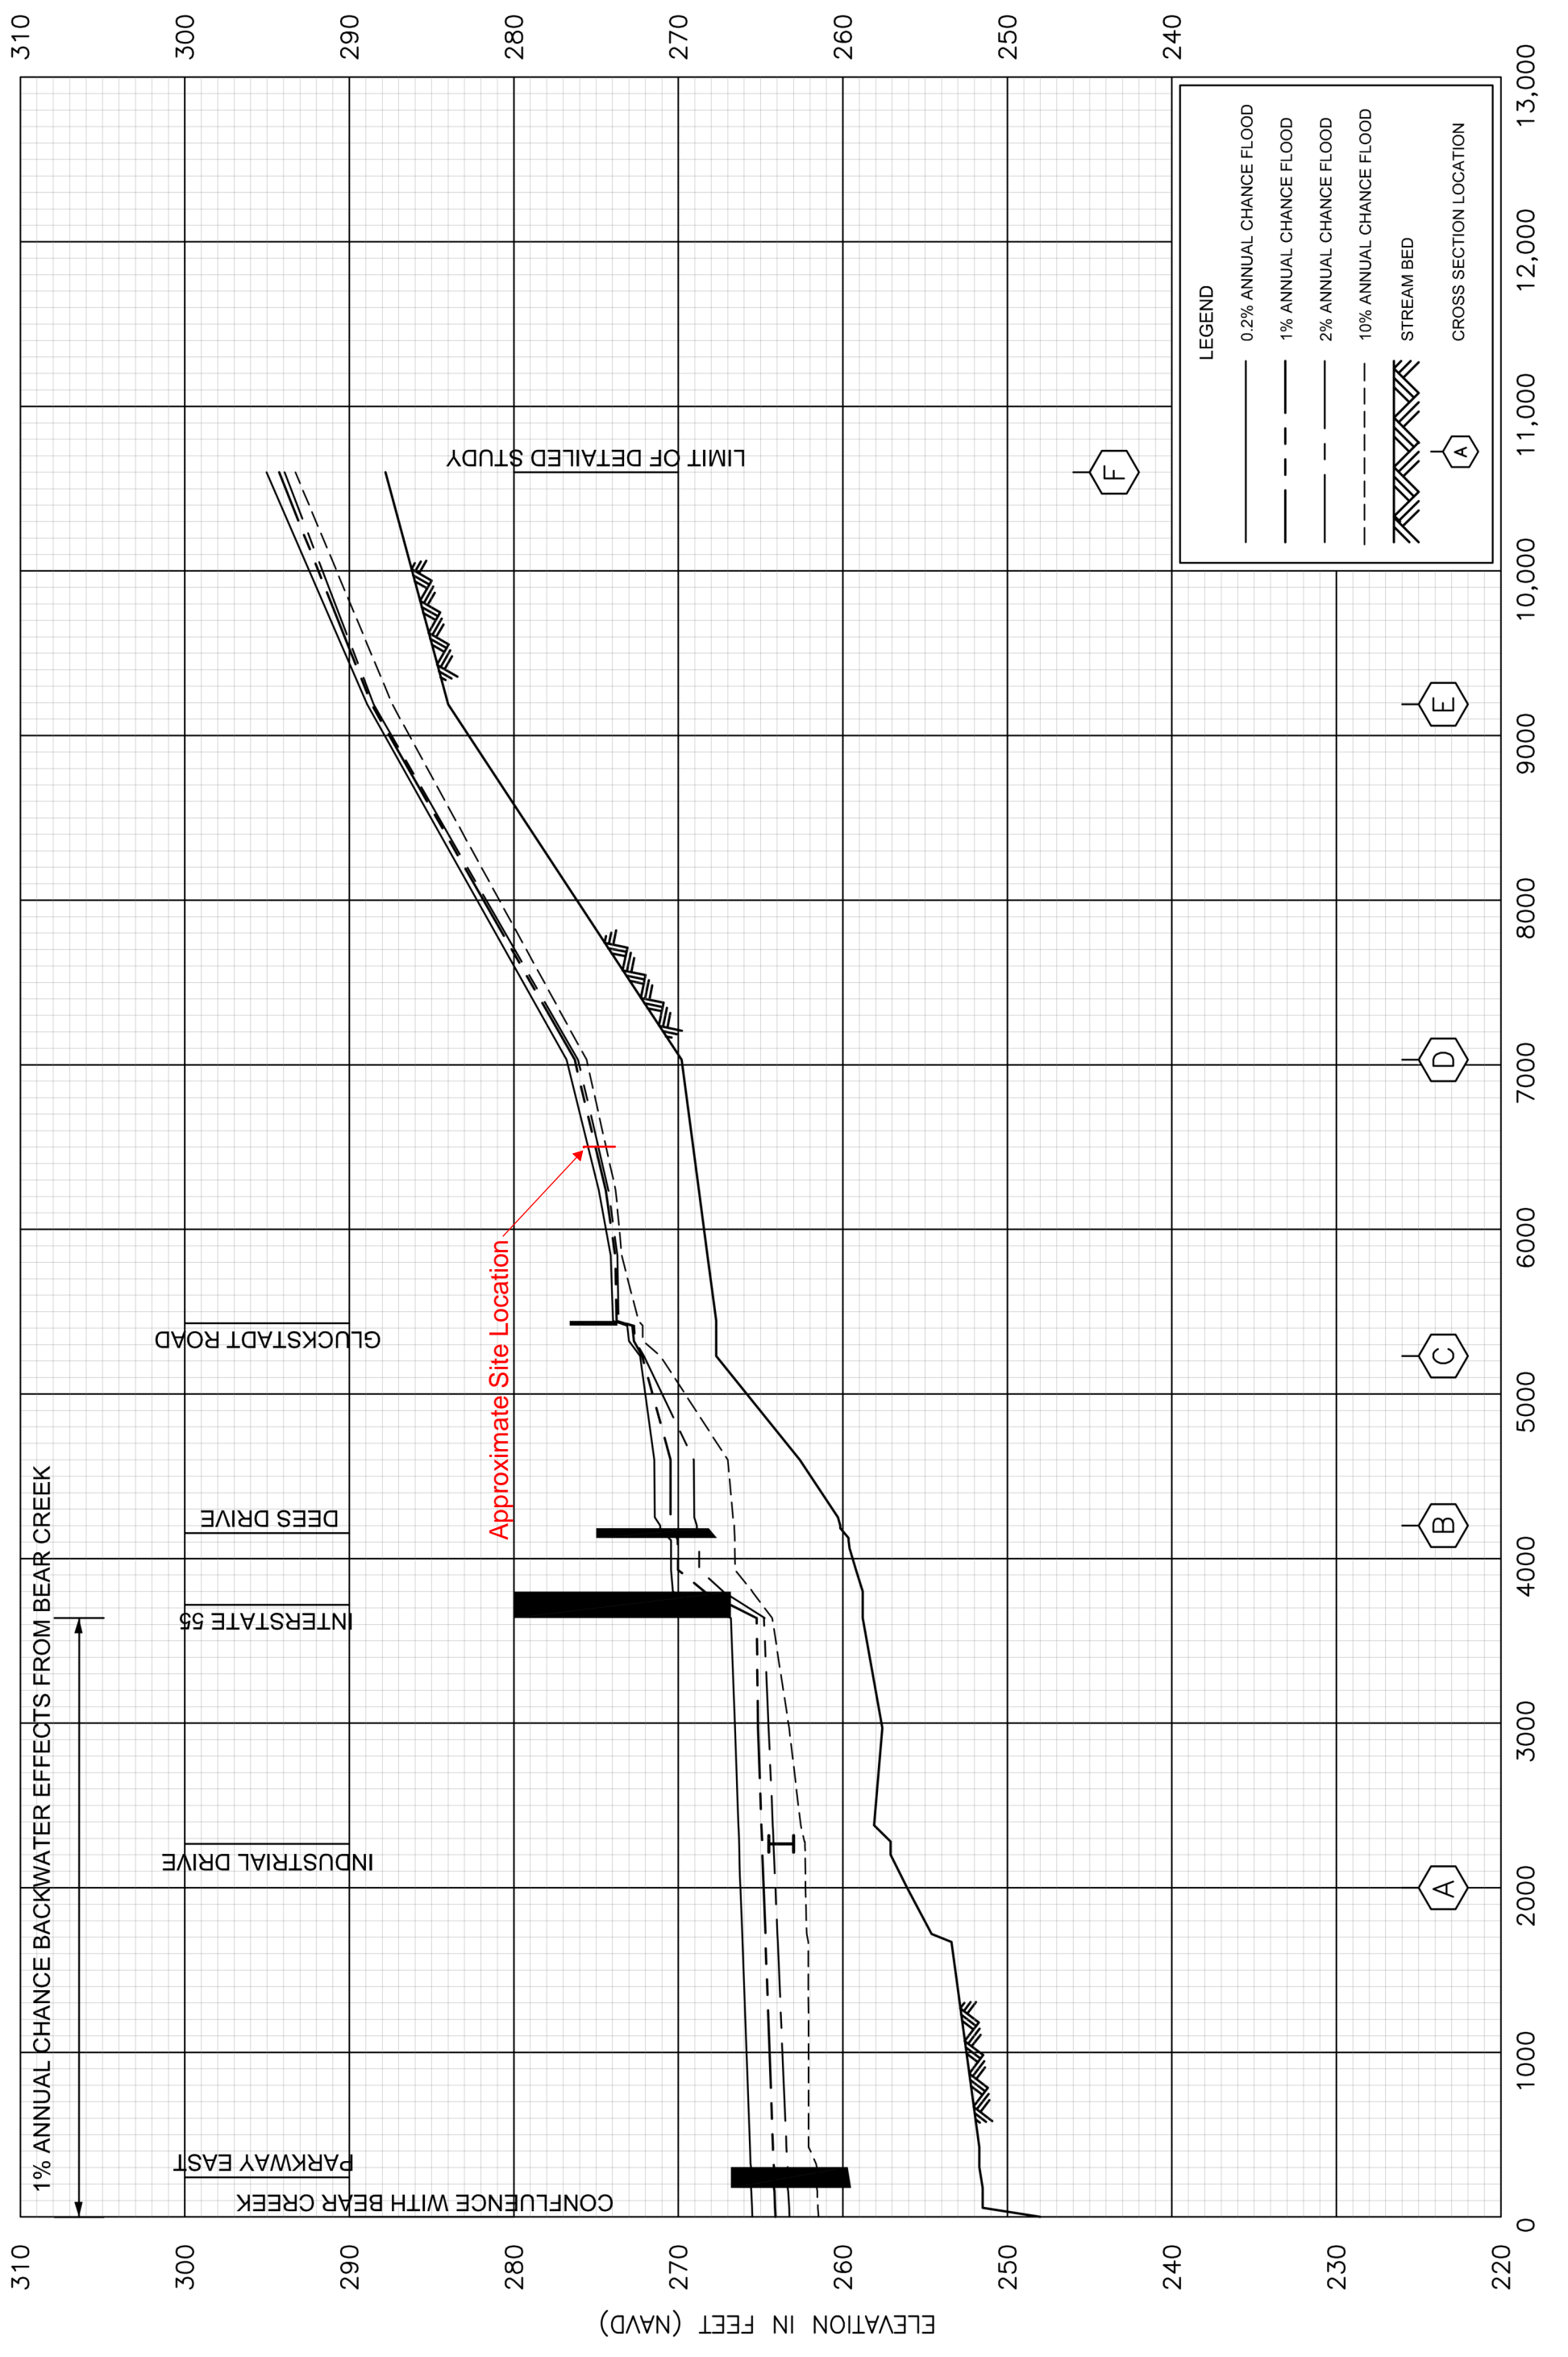 310
300
290
280
270
260
250
240
230
220
ELEVATION IN FEET (NAVD)
1% ANNUAL CHANCE BACKWATER EFFECTS FROM BEAR CREEK
CONFLUENCE WITH BEAR CREEK
PARKWAY EAST
INDUSTRIAL DRIVE
INTERSTATE 55
DEES DRIVE
GLUCKSTADT ROAD
Approximate Site Location
LIMIT OF DETAILED STUDY
A
B
C
D
E
F
310
300
290
280
270
260
250
240
LEGEND
0.2% ANNUAL CHANCE FLOOD
1% ANNUAL CHANCE FLOOD
2% ANNUAL CHANCE FLOOD
10% ANNUAL CHANCE FLOOD
STREAM BED
A CROSS SECTION LOCATION
0 1000 2000 3000 4000 5000 6000 7000 8000 9000 10,000 11,000 12,000 13,000